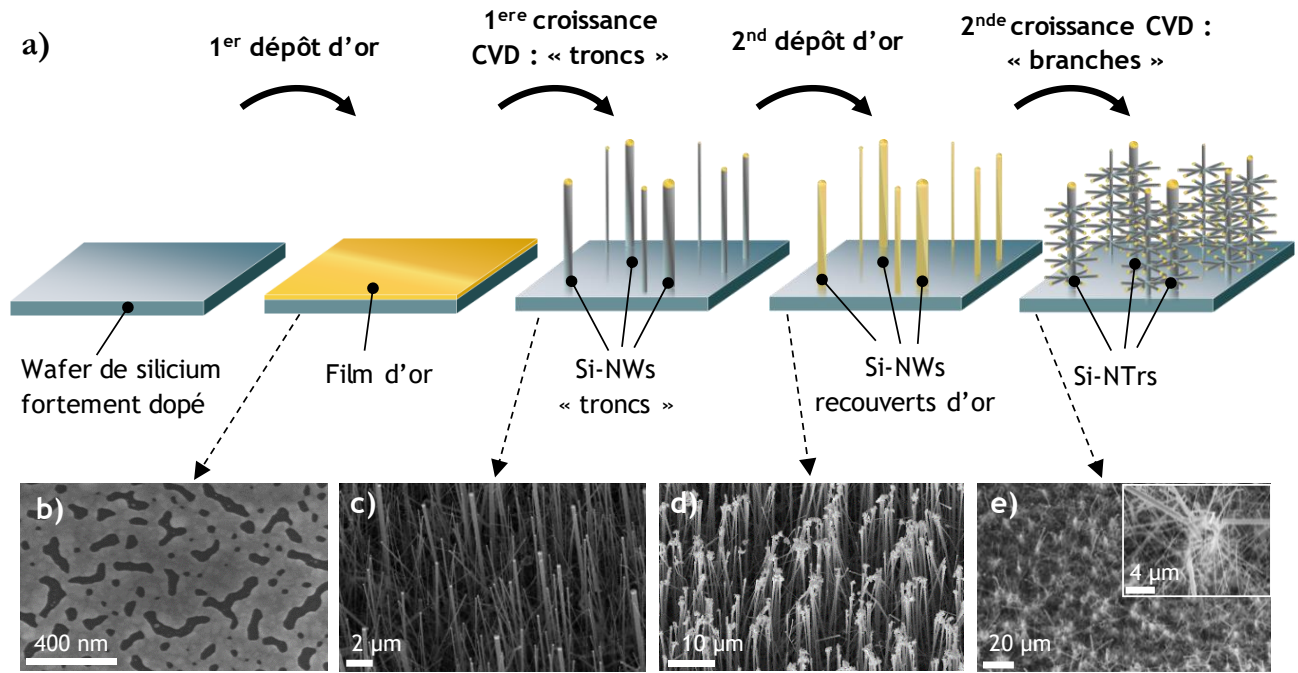 a)
1er dépôt d’or
1ere croissance
CVD : « troncs »
2nd dépôt d’or
2nde croissance CVD :
« branches »
Wafer de silicium
fortement dopé
Film d’or
Si-NWs
« troncs »
Si-NWs
recouverts d’or
Si-NTrs
b)
400 nm
c)
2 µm
d)
10 µm
e)
4 µm
20 µm